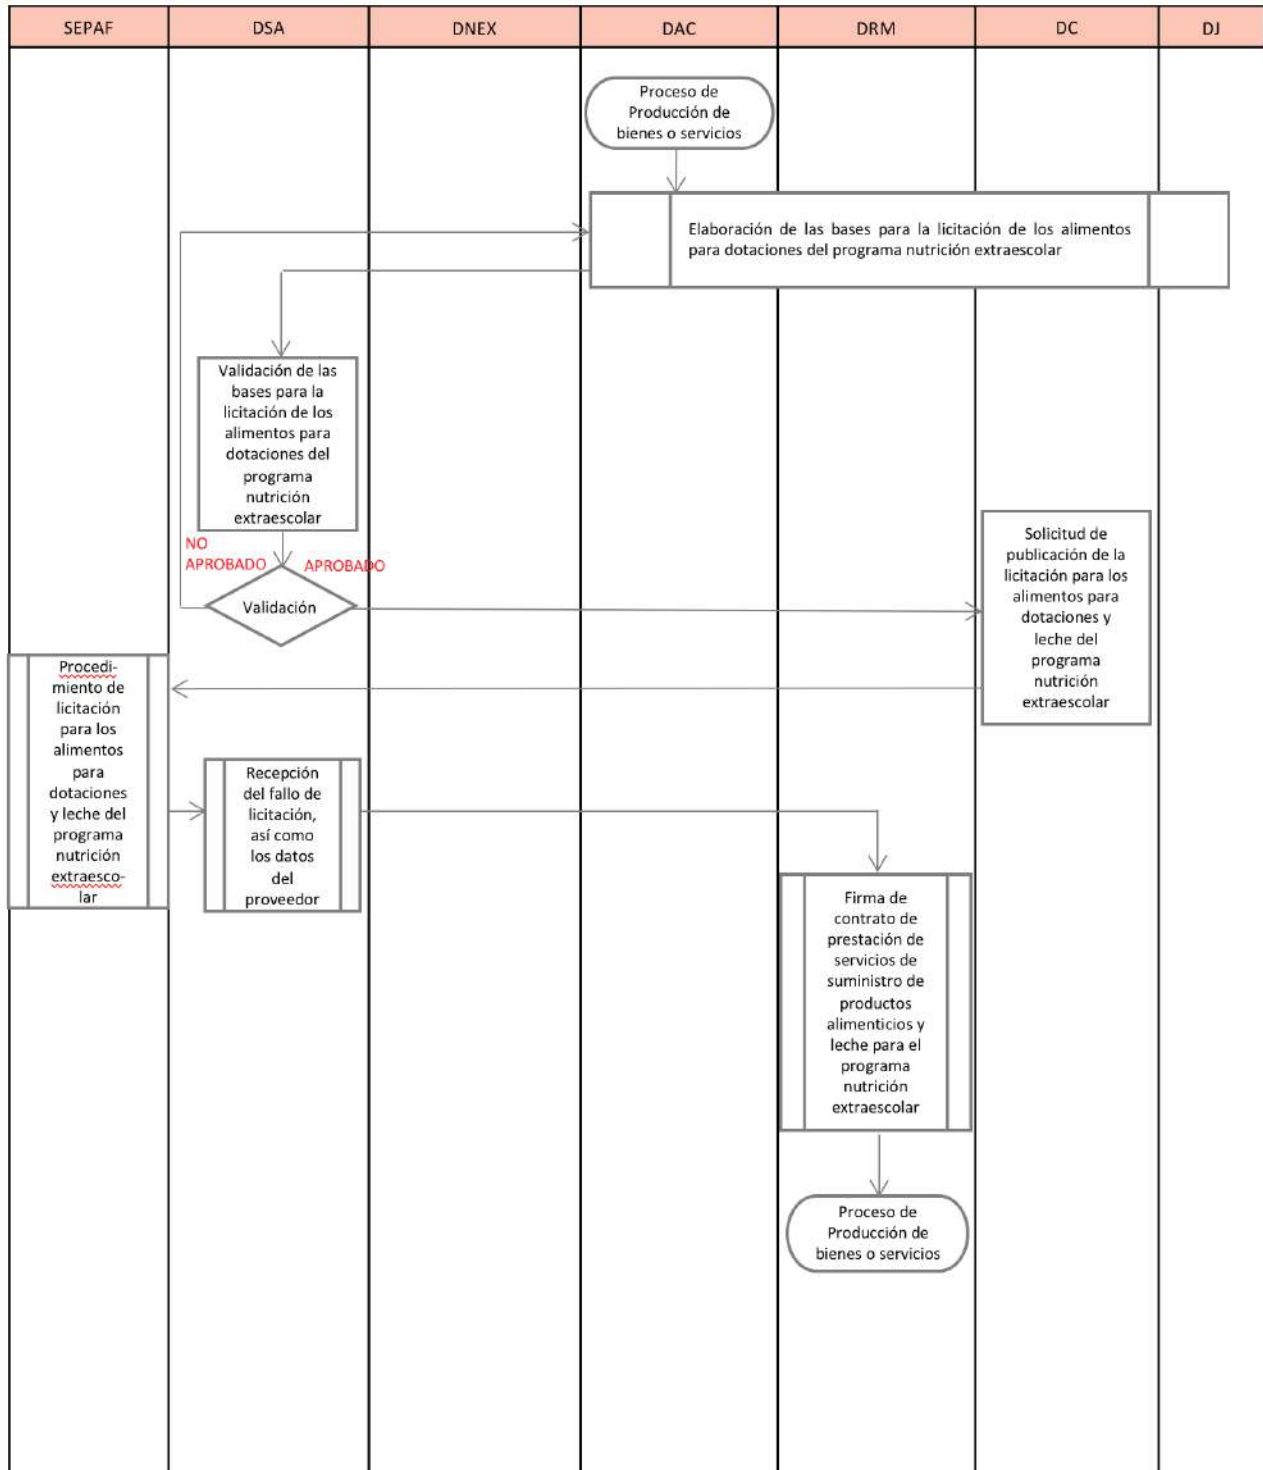 SEPAF
DSA
DNEX
DAC
DRM
DC
DJ
Proceso de
Producción de
bienes o servicios
Elaboración de las bases para la licitación de los alimentos
para dotaciones del programa nutrición extraescolar
Validación de las
bases para la
licitación de los
alimentos para
dotaciones del
programa
nutrición
extraescolar
NO
APROBADO
APROBADO
Validación
Solicitud de
publicación de la
licitación para los
alimentos para
dotaciones y
leche del
programa
nutrición
extraescolar
Procedi-
miento de
licitación
para los
alimentos
para
dotaciones
y leche del
programa
nutrición
extraesco-
lar
Recepción
del fallo de
licitación,
así como
los datos
del
proveedor
Firma de
contrato de
prestación de
servicios de
suministro de
productos
alimenticios y
leche para el
programa
nutrición
extraescolar
Proceso de
Producción de
bienes o servicios